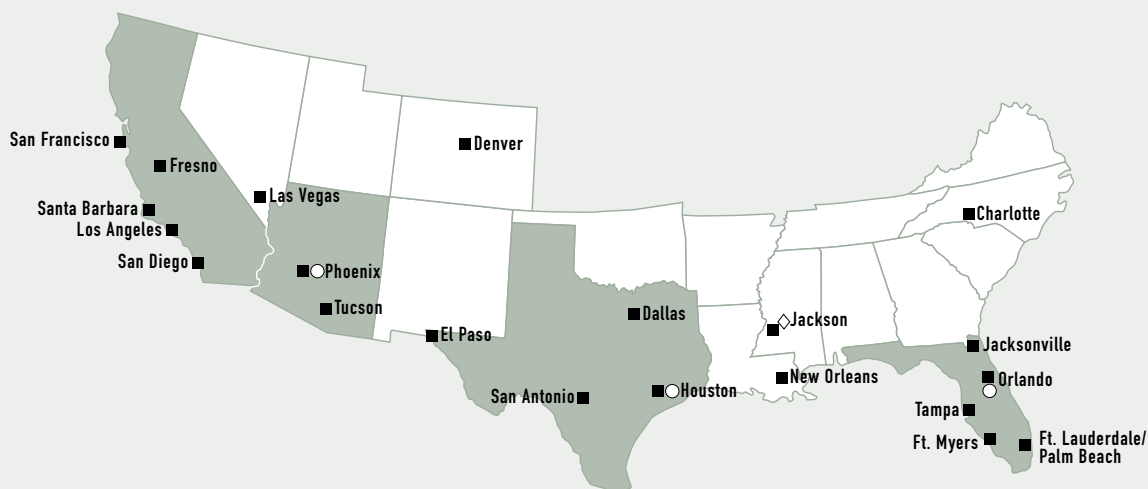 San Francisco
Fresno
Santa Barbara
Los Angeles
San Diego
Las Vegas
Denver
Phoenix
Tucson
El Paso
Dallas
San Antonio
Houston
Jackson
New Orleans
Charlotte
Jacksonville
Orlando
Tampa
Ft. Myers
Ft. Lauderdale/
Palm Beach